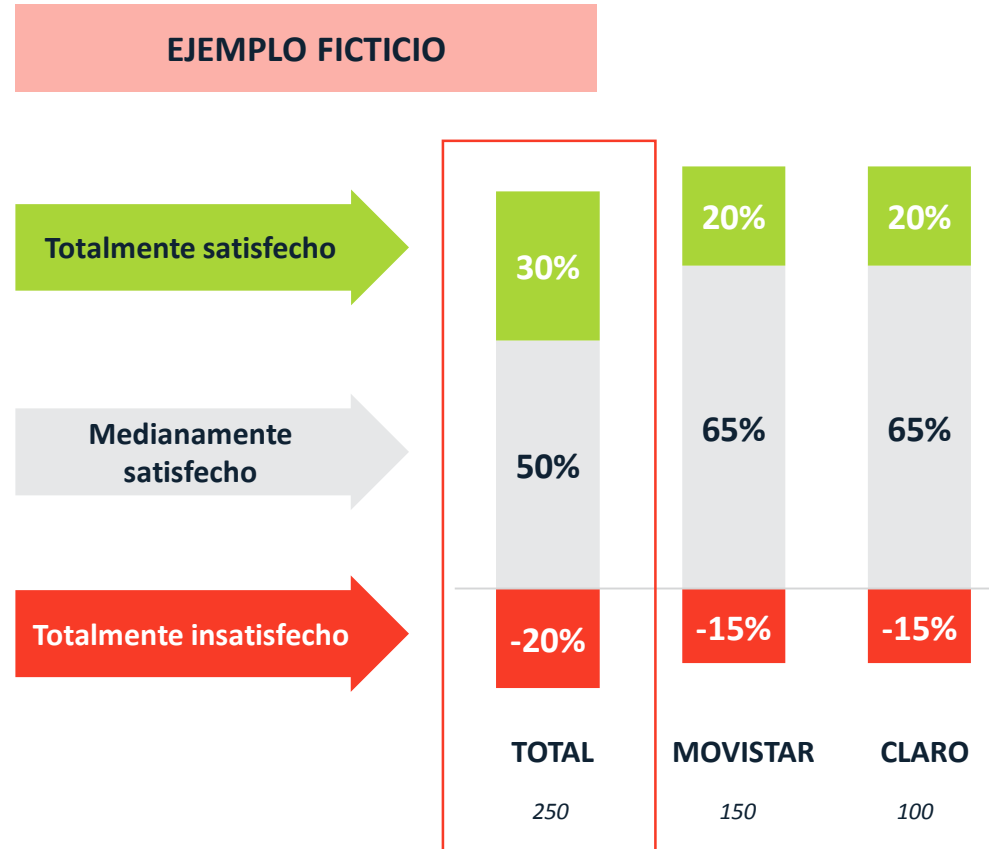 EJEMPLO FICTICIO
Totalmente satisfecho
30%
20%
20%
Medianamente
satisfecho
50%
65%
65%
Totalmente insatisfecho
-20%
-15%
-15%
TOTAL
MOVISTAR
CLARO
250
150
100